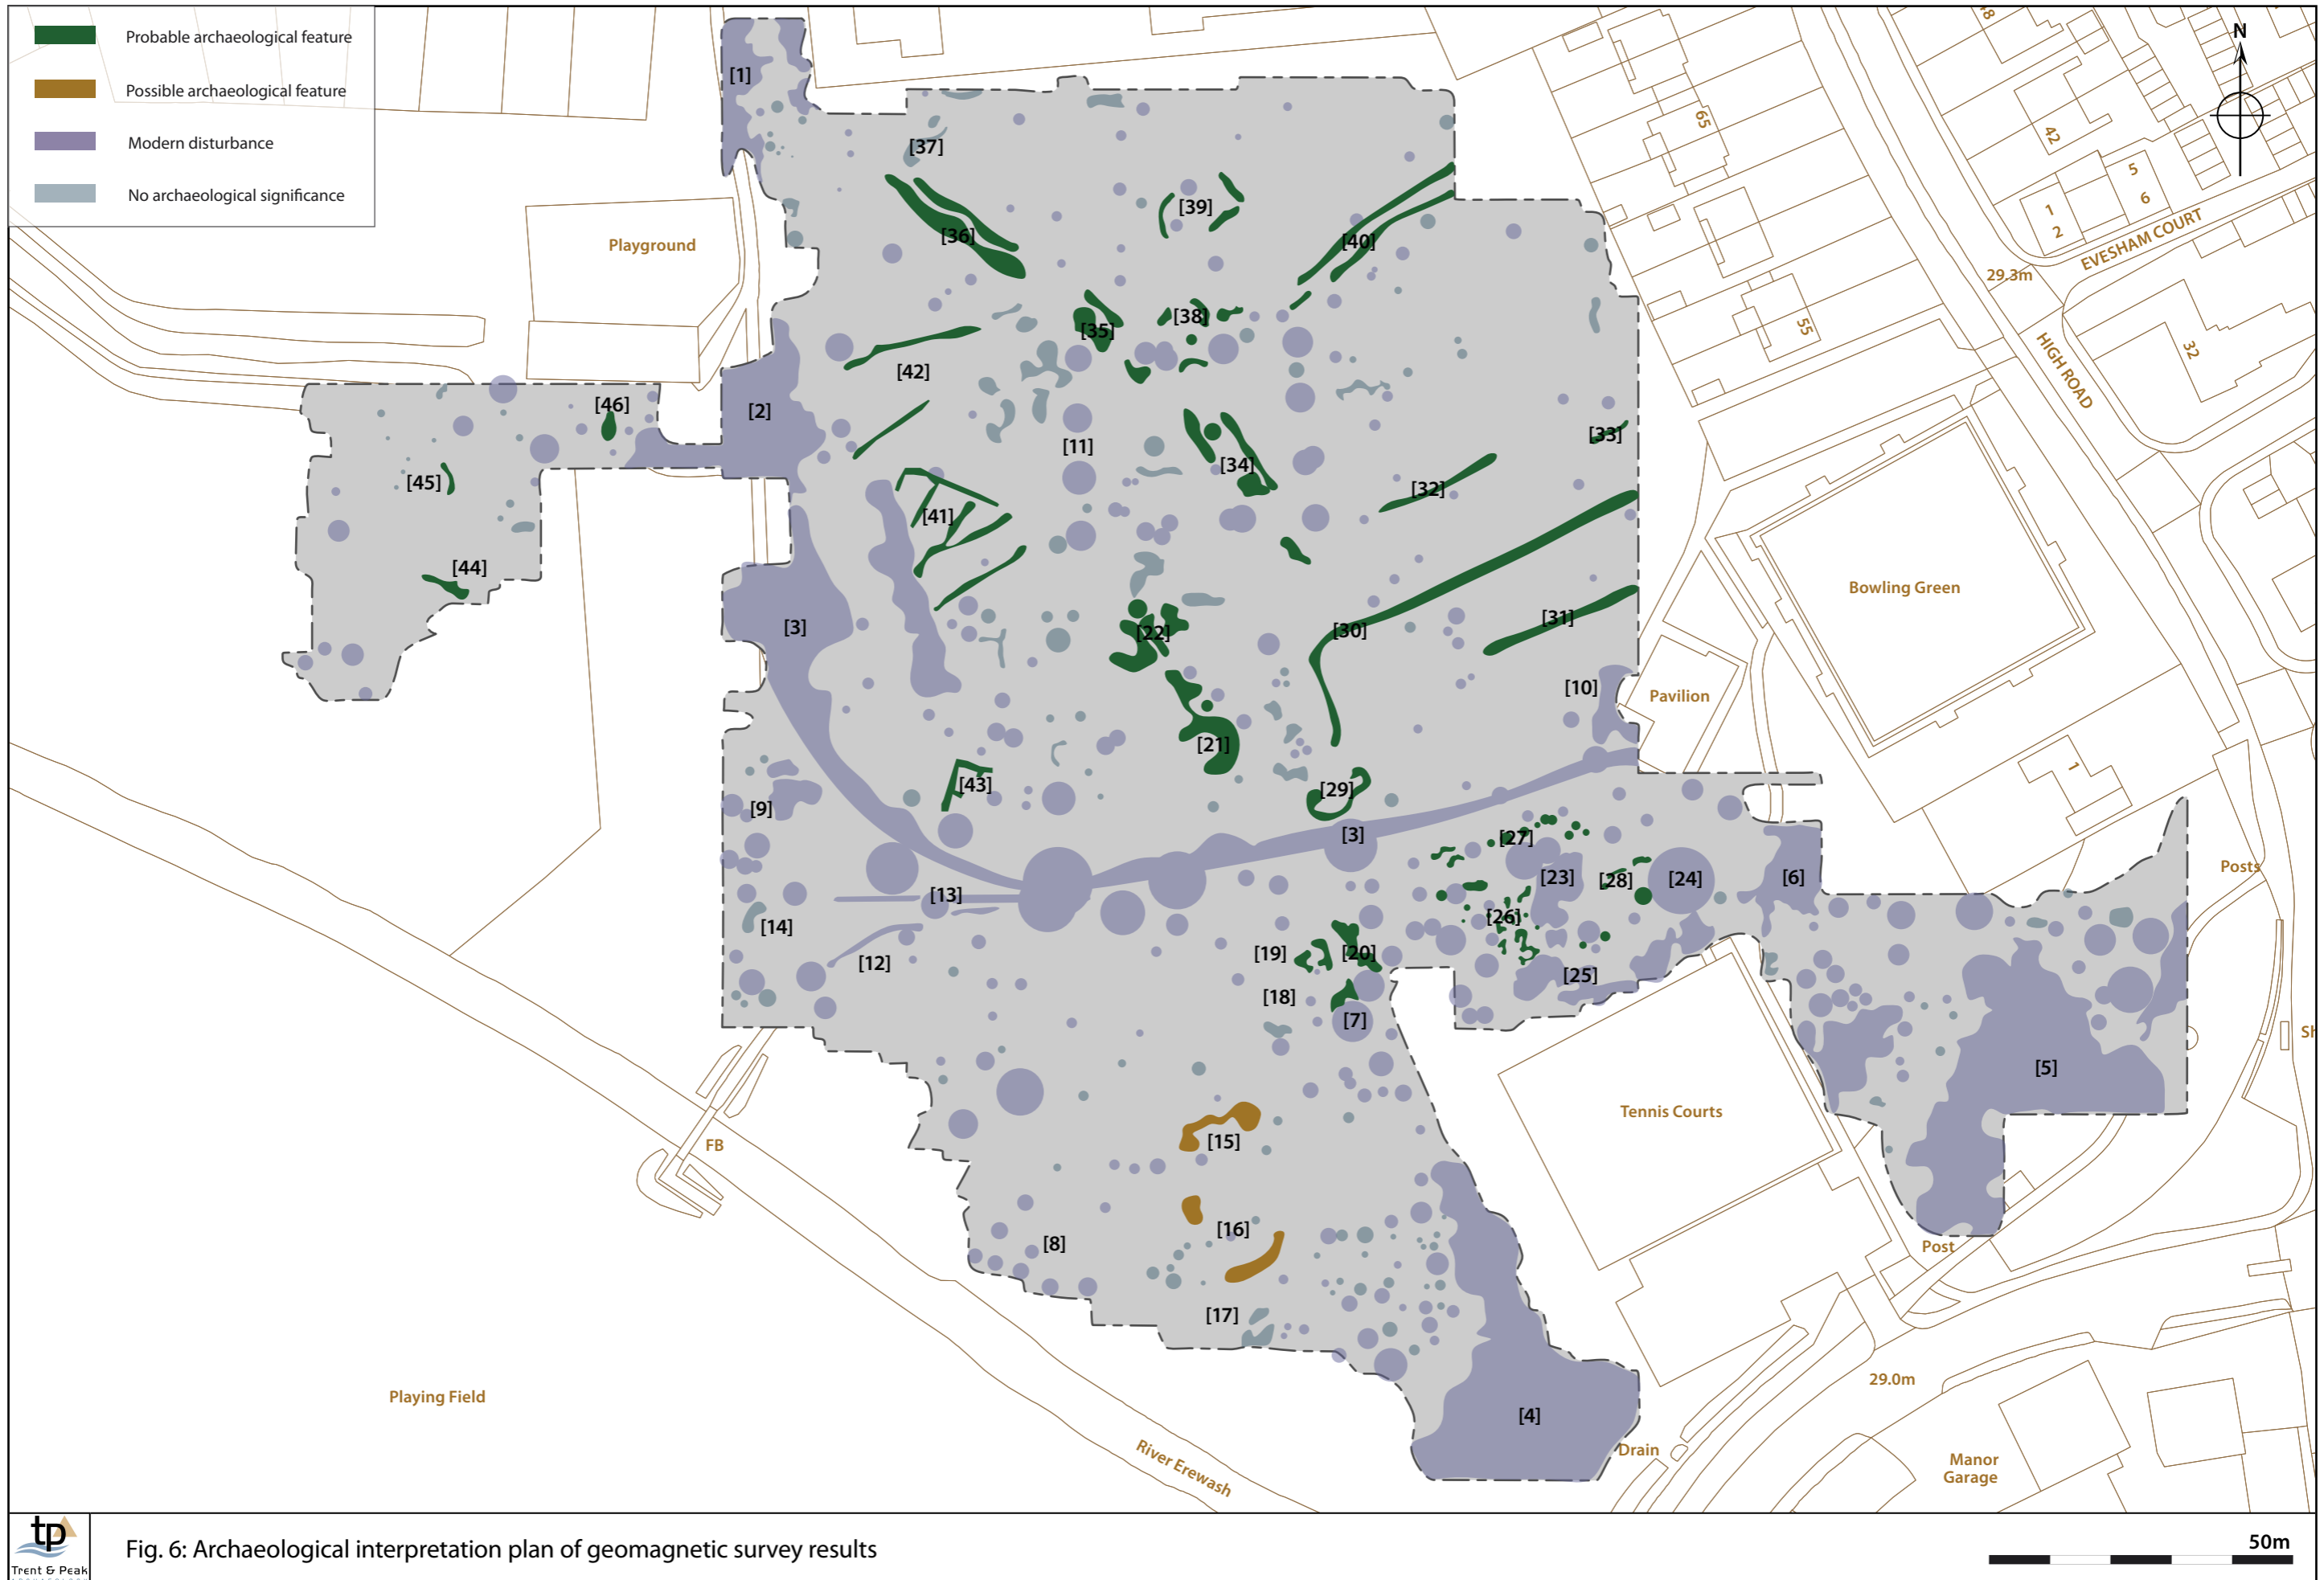 Probable archaeological feature
Possible archaeological feature
Modern disturbance
No archaeological significance
N
[1]
48
65
42
5
6
1
2
EVESHAM COURT
29.3m
[37]
[39]
[36]
[40]
Playground
55
HIGH ROAD
32
[35]
[38]
[42]
[46]
[2]
[11]
[33]
[45]
[34]
[32]
[41]
[44]
Bowling Green
[3]
[22]
[30]
[31]
[10]
Pavilion
[21]
1
[43]
[29]
[9]
[3]
[27]
[23]
[28]
[24]
[6]
Posts
[13]
[14]
[26]
[12]
[19]
[20]
[25]
[18]
[7]
Sh
[5]
Tennis Courts
FB
[15]
[16]
[8]
Post
[17]
29.0m
Playing Field
[4]
Drain
River Erewash
Manor
Garage
tp
Trent & Peak
Fig. 6: Archaeological interpretation plan of geomagnetic survey results
50m